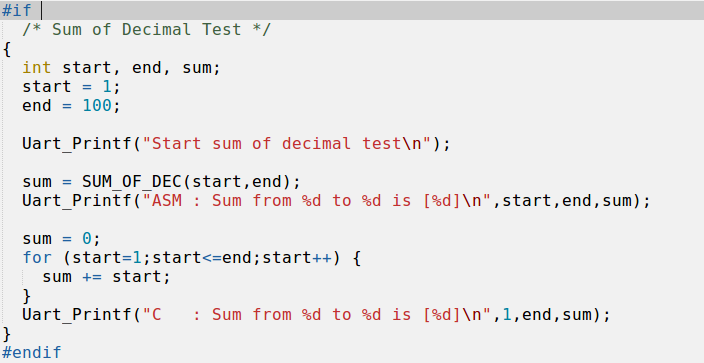 #if
/* Sum of Decimal Test */
{
  int start, end, sum;
  start = 1;
  end = 100;

  Uart_Printf("Start sum of decimal test\n");

  sum = SUM_OF_DEC(start,end);
  Uart_Printf("ASM : Sum from %d to %d is [%d]\n",start,end,sum);

  sum = 0;
  for (start=1;start<=end;start++) {
    sum += start;
  }
  Uart_Printf("C   : Sum from %d to %d is [%d]\n",1,end,sum);
}
#endif